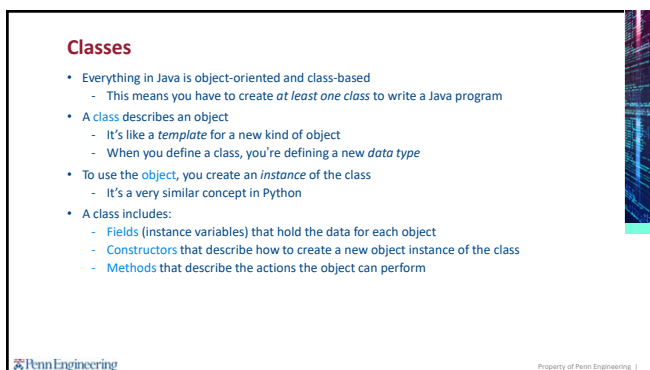 Classes
• Everything in Java is object-oriented and class-based
- This means you have to create at least one class to write a Java program
• A class describes an object
- It's like a template for a new kind of object
- When you define a class, you're defining a new data type
• To use the object, you create an instance of the class
- It's a very similar concept in Python
• A class includes:
- Fields (instance variables) that hold the data for each object
- Constructors that describe how to create a new object instance of the class
- Methods that describe the actions the object can perform
Penn Engineering
Property of Penn Engineering |